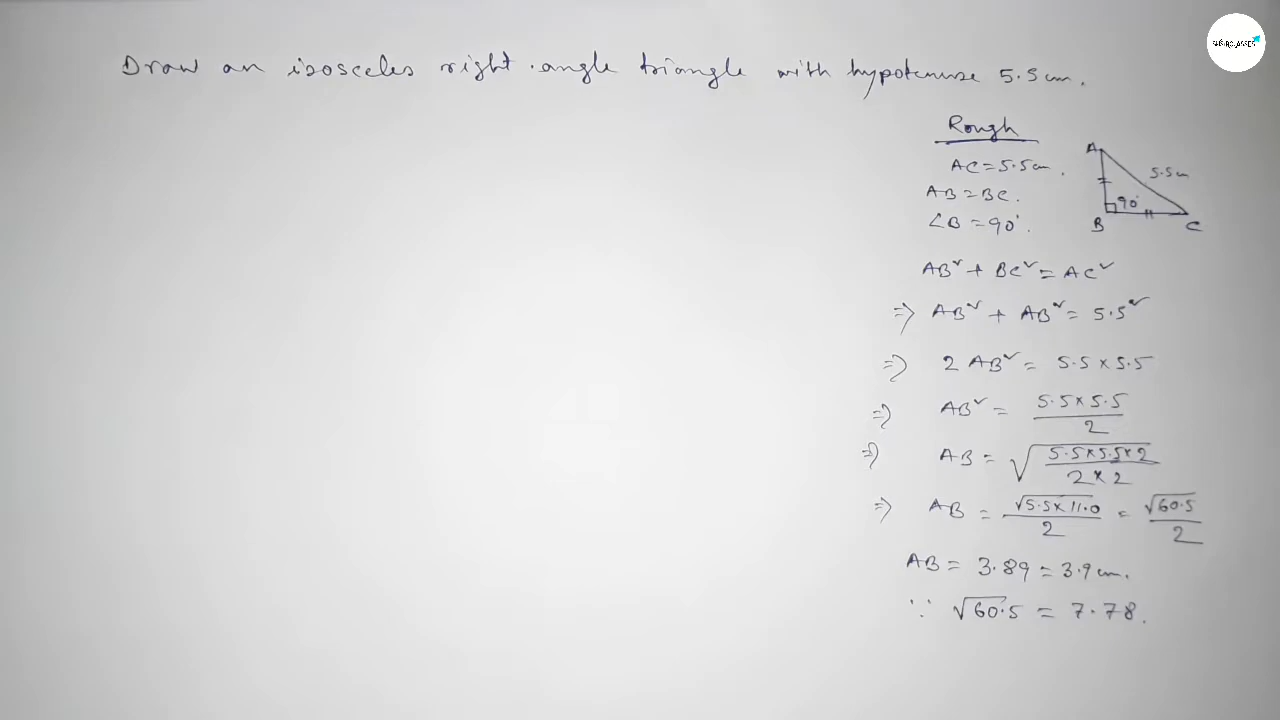 Draw an isosceles right angle triangle with hypotenuse 5.5 cm.
SHSIRCLASSES
Rough
AC = 5.5 cm.
AB = BC.
∠B = 90°.
A
5.5 cm
90°
B
C
AB² + BC² = AC²
⇒ AB² + AB² = 5.5²
⇒ 2 AB² = 5.5 × 5.5
⇒ AB² = 5.5 × 5.5 / 2
⇒ AB = √(5.5 × 5.5 × 2 / 2 × 2)
⇒ AB = √5.5 × 11.0 / 2 = √60.5 / 2
AB = 3.89 = 3.9 cm.
∵ √60.5 = 7.78.